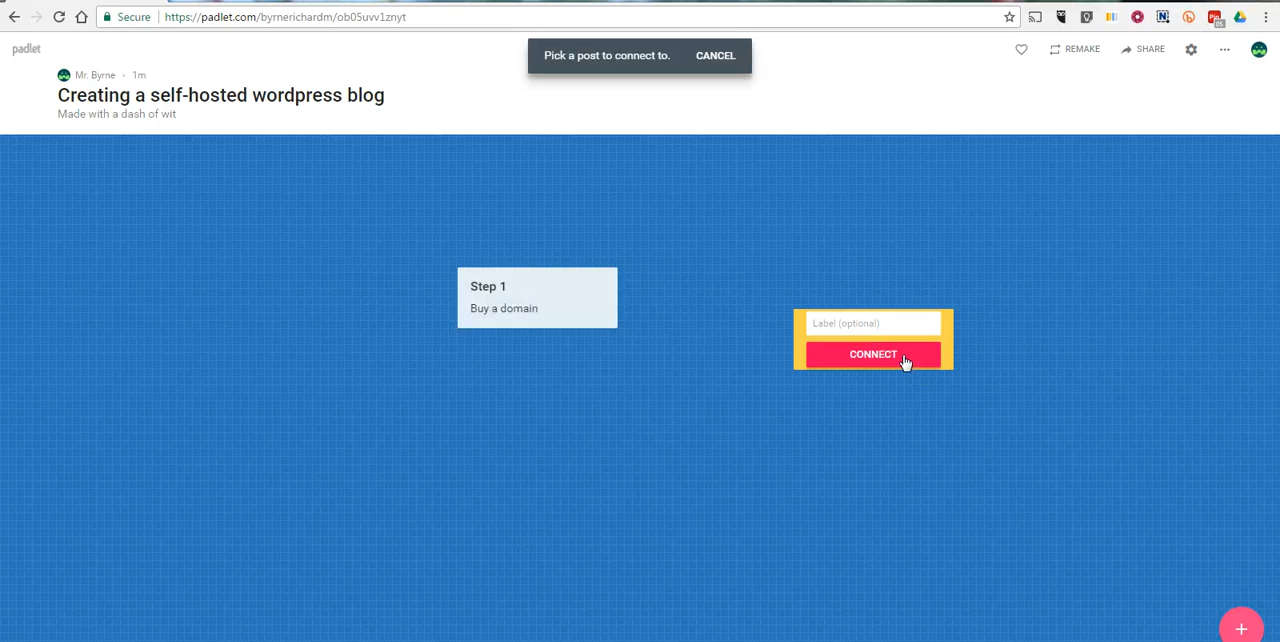 Secure
https://padlet.com/byrnerichardm/ob05uvv1znyt
padlet
Pick a post to connect to. CANCEL
REMAKE
SHARE
Mr. Byrne · 1m
Creating a self-hosted wordpress blog
Made with a dash of wit
Step 1
Buy a domain
Label (optional)
CONNECT